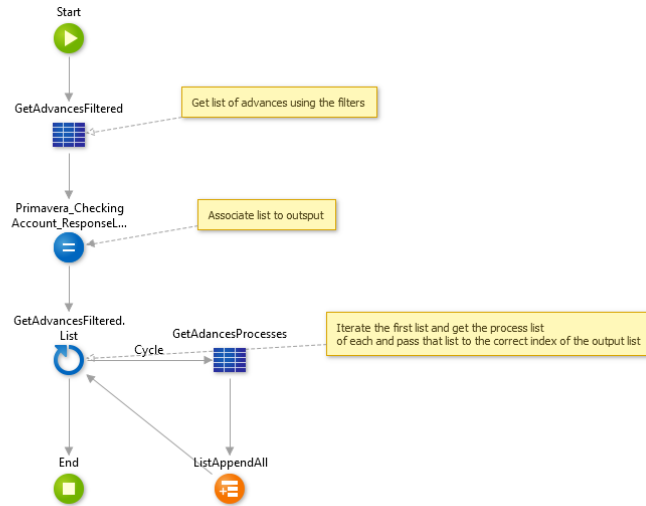 Start
GetAdvancesFiltered
Get list of advances using the filters
Primavera_Checking
Account_ResponseL...
Associate list to outsput
GetAdvancesFiltered.
List
Cycle
GetAdancesProcesses
Iterate the first list and get the process list
of each and pass that list to the correct index of the output list
End
ListAppendAll